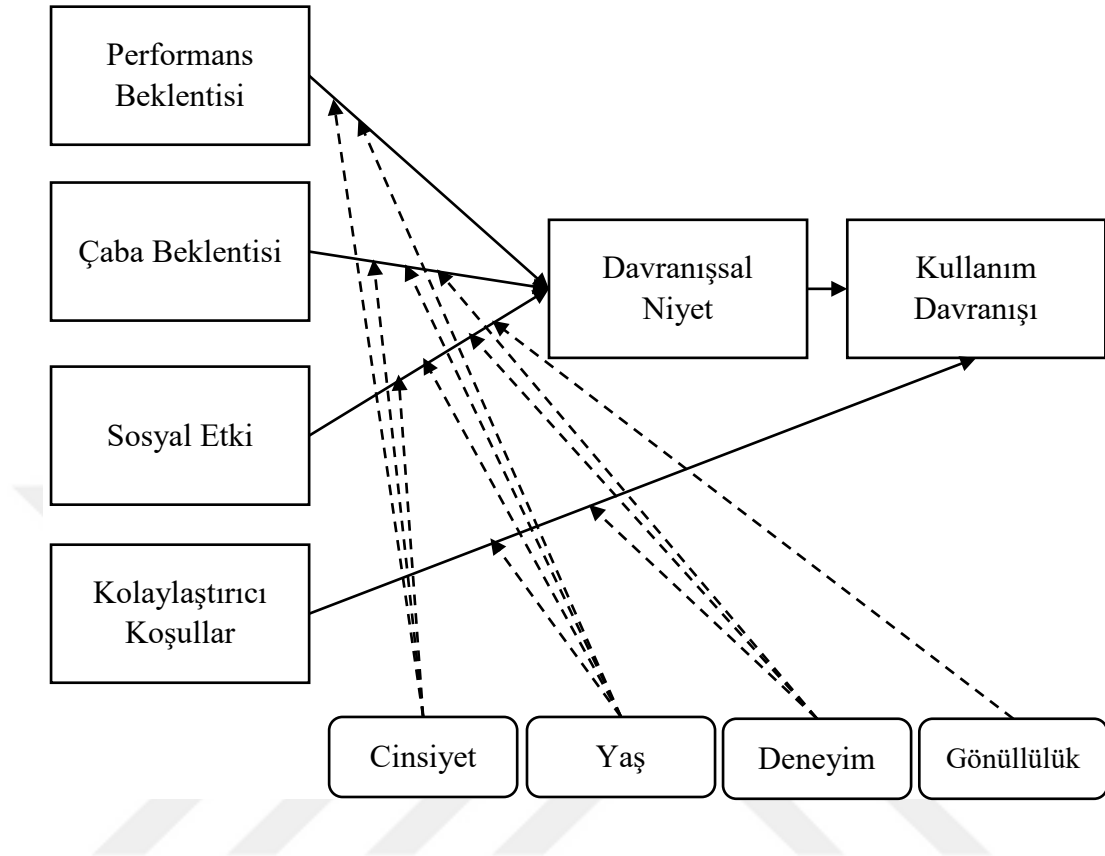 Performans
Beklentisi
Çaba Beklentisi
Davranışsal
Niyet
Kullanım
Davranışı
Sosyal Etki
Kolaylaştırıcı
Koşullar
Cinsiyet
Yaş
Deneyim
Gönüllülük